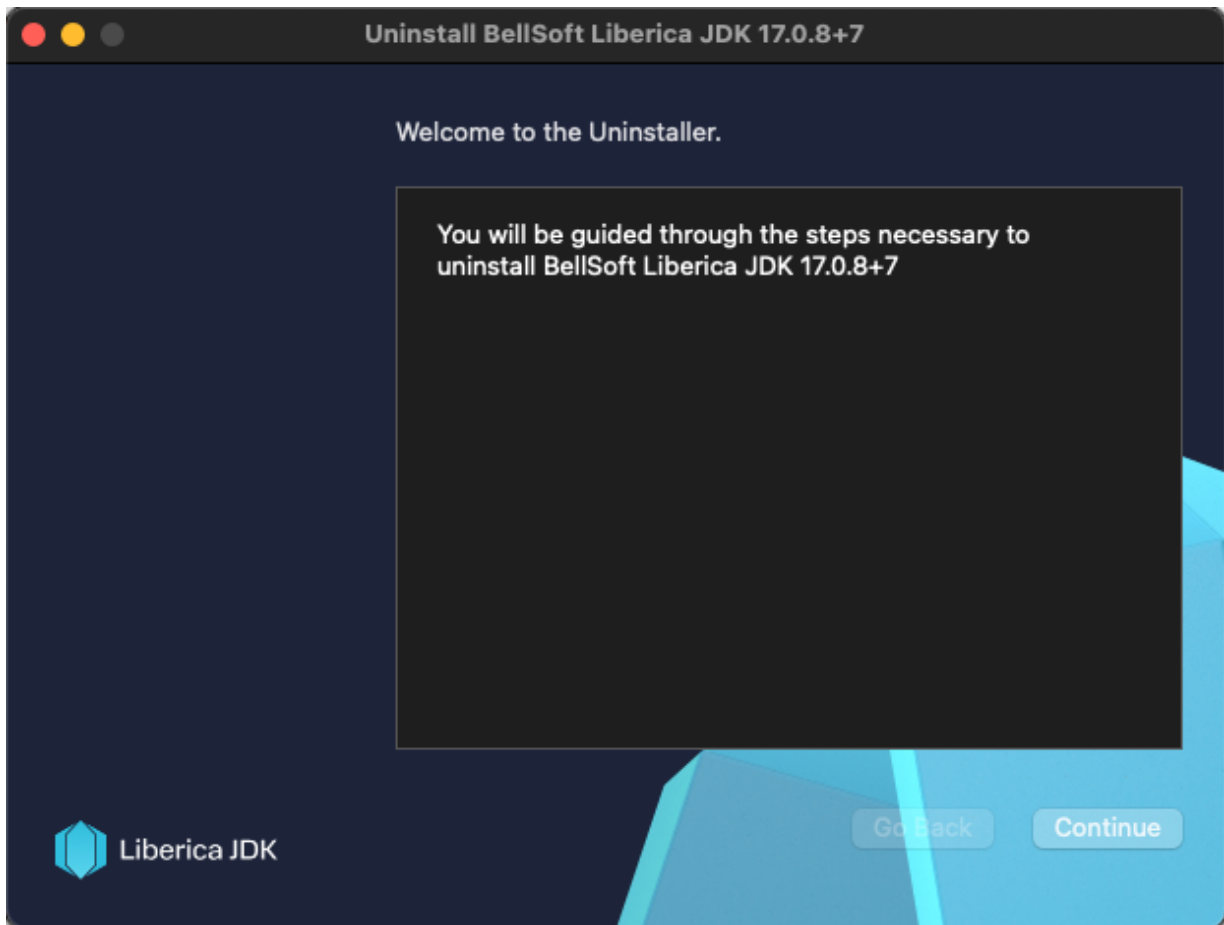 Uninstall BellSoft Liberica JDK 17.0.8+7
Welcome to the Uninstaller.
You will be guided through the steps necessary to
uninstall BellSoft Liberica JDK 17.0.8+7
Go Back
Continue
Liberica JDK